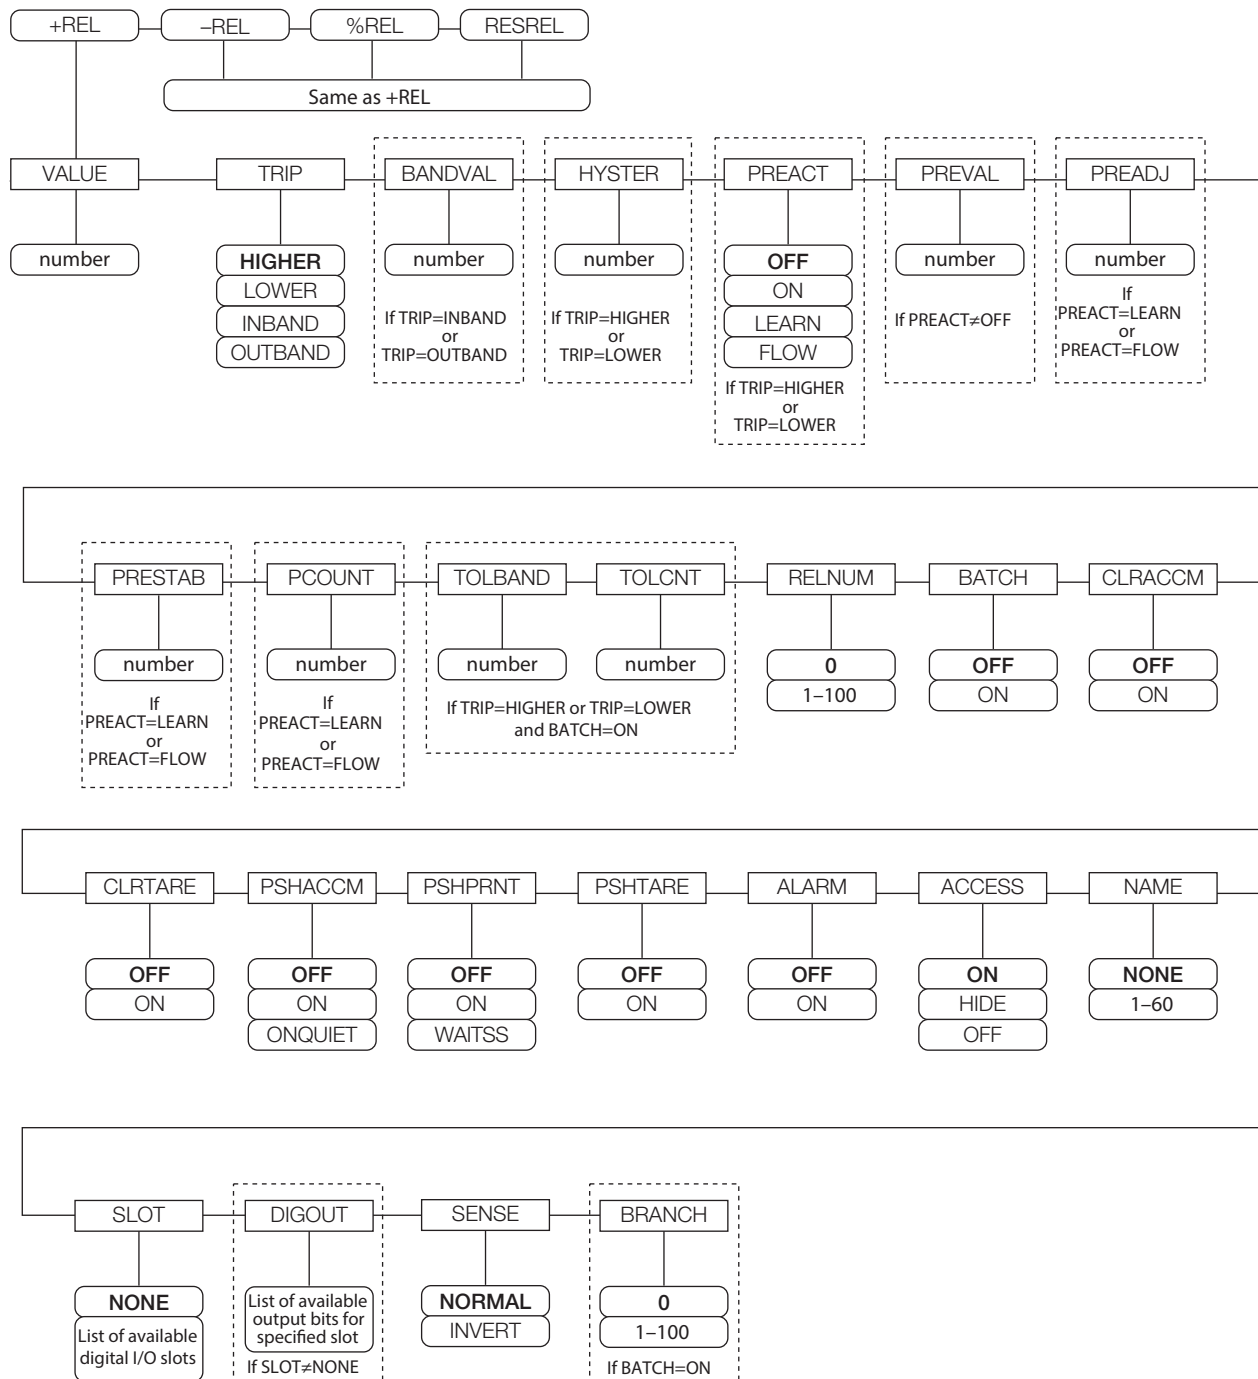 +REL
–REL
%REL
RESREL
Same as +REL
VALUE
TRIP
BANDVAL
HYSTER
PREACT
PREVAL
PREADJ
number
HIGHER
LOWER
INBAND
OUTBAND
number
If TRIP=INBAND
or
TRIP=OUTBAND
number
If TRIP=HIGHER
or
TRIP=LOWER
OFF
ON
LEARN
FLOW
If TRIP=HIGHER
or
TRIP=LOWER
number
If PREACT≠OFF
number
If
PREACT=LEARN
or
PREACT=FLOW
PRESTAB
PCOUNT
TOLBAND
TOLCNT
RELNUM
BATCH
CLRACCM
number
If
PREACT=LEARN
or
PREACT=FLOW
number
If
PREACT=LEARN
or
PREACT=FLOW
number
number
If TRIP=HIGHER or TRIP=LOWER
and BATCH=ON
0
1–100
OFF
ON
OFF
ON
CLRTARE
PSHACCM
PSHPRNT
PSHTARE
ALARM
ACCESS
NAME
OFF
ON
OFF
ON
ONQUIET
OFF
ON
WAITSS
OFF
ON
OFF
ON
ON
HIDE
OFF
NONE
1–60
SLOT
DIGOUT
SENSE
BRANCH
NONE
List of available
digital I/O slots
List of available
output bits for
specified slot
If SLOT≠NONE
NORMAL
INVERT
0
1–100
If BATCH=ON